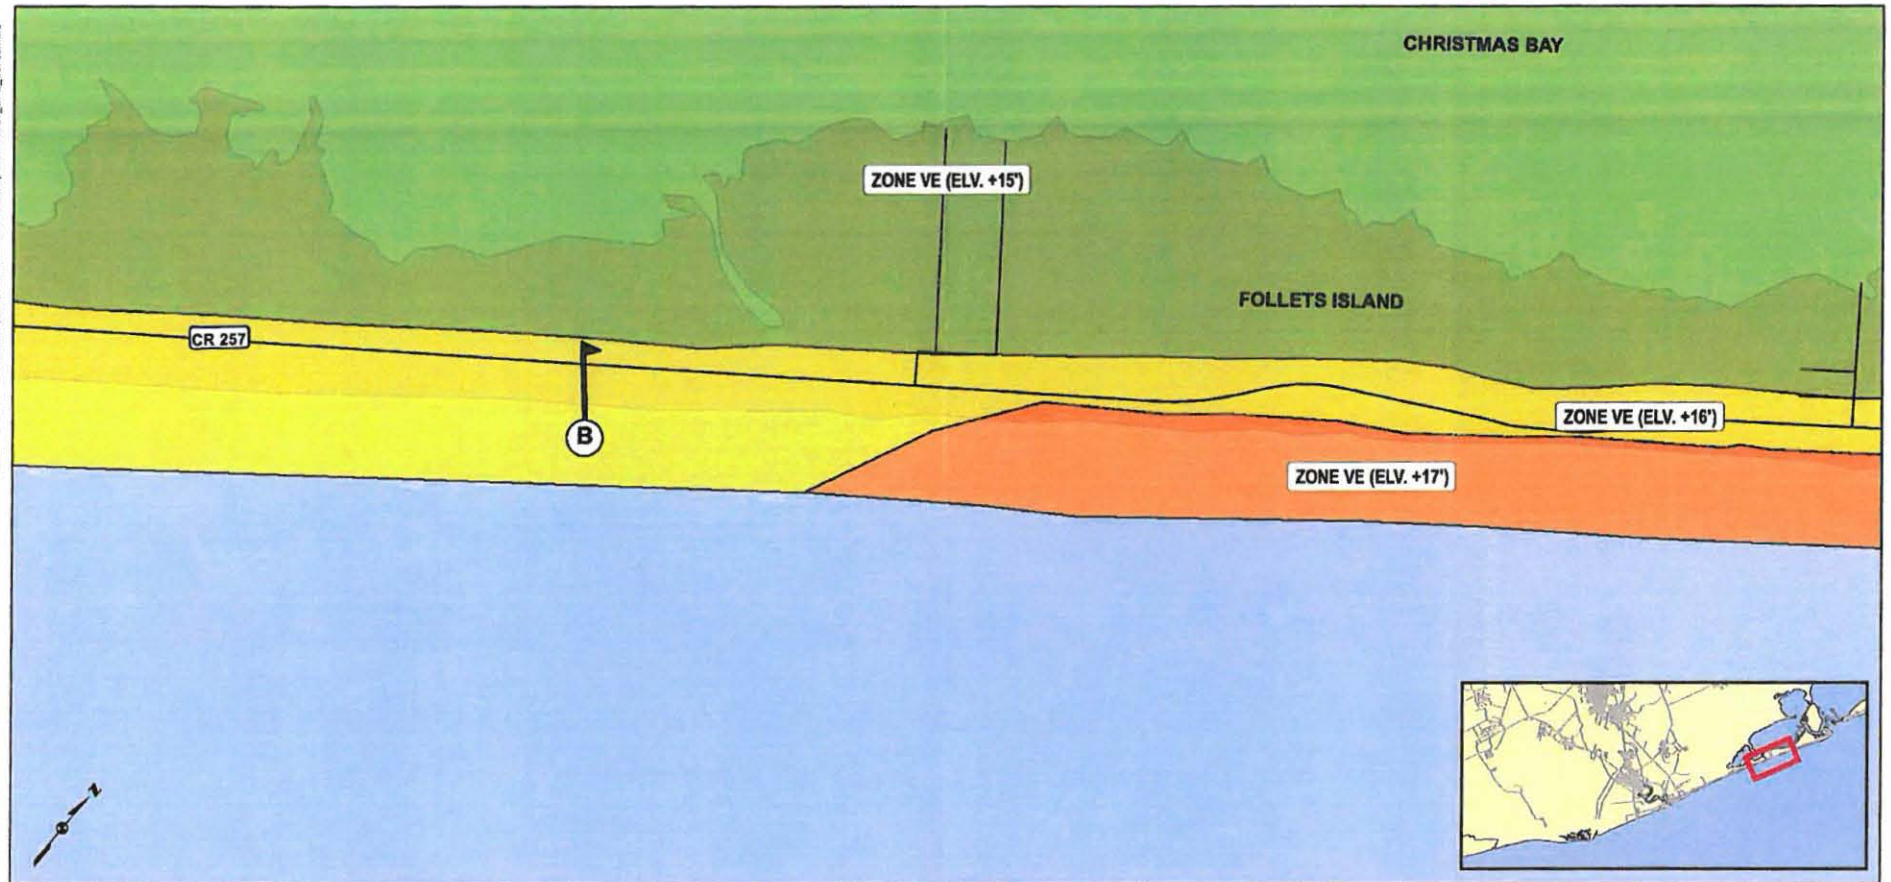 CHRISTMAS BAY
ZONE VE (ELV. +15')
FOLLETS ISLAND
CR 257
B
ZONE VE (ELV. +16')
ZONE VE (ELV. +17')
N